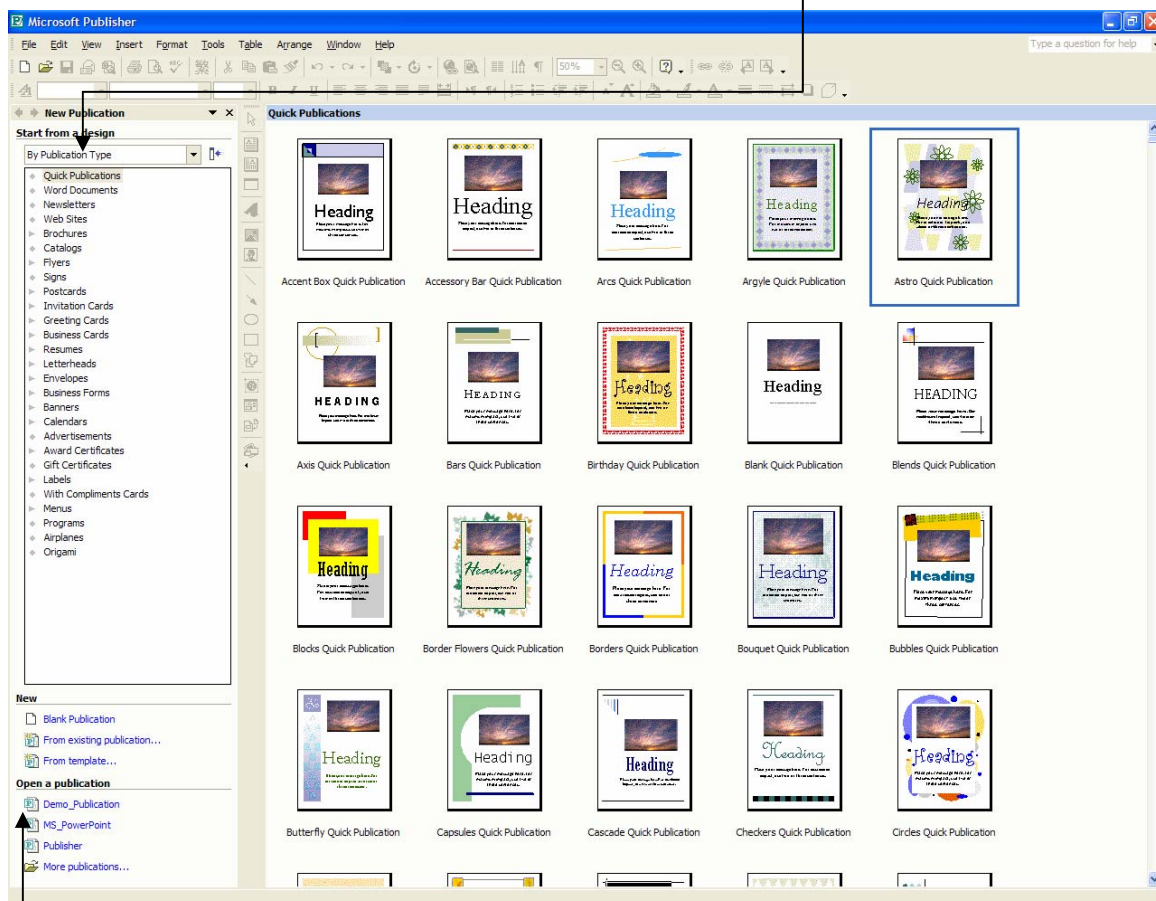 Microsoft Publisher
File Edit View Insert Format Tools Table Arrange Window Help
Type a question for help
50%
B I U
New Publication
Start from a design
By Publication Type
Quick Publications
Word Documents
Newsletters
Web Sites
Brochures
Catalogs
Flyers
Signs
Postcards
Invitation Cards
Greeting Cards
Business Cards
Resumes
Letterheads
Envelopes
Business Forms
Banners
Calendars
Advertisements
Award Certificates
Gift Certificates
Labels
With Compliments Cards
Menus
Programs
Airplanes
Origami
New
Blank Publication
From existing publication...
From template...
Open a publication
Demo_Publication
MS_PowerPoint
Publisher
More publications...
Quick Publications
Heading Heading Heading Heading Heading
Accent Box Quick Publication Accessory Bar Quick Publication Arcs Quick Publication Argyle Quick Publication Astro Quick Publication
HEADING HEADING Heading Heading HEADING
Axis Quick Publication Bars Quick Publication Birthday Quick Publication Blank Quick Publication Blends Quick Publication
Heading Heading Heading Heading Heading
Blocks Quick Publication Border Flowers Quick Publication Borders Quick Publication Bouquet Quick Publication Bubbles Quick Publication
Heading Heading Heading Heading Heading
Butterfly Quick Publication Capsules Quick Publication Cascade Quick Publication Checkers Quick Publication Circles Quick Publication